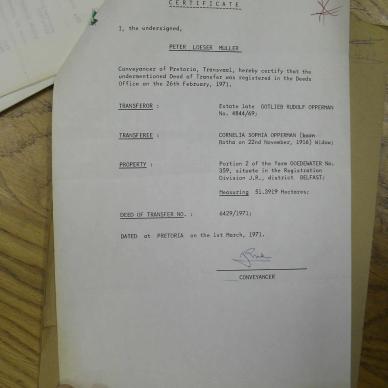 CERTIFICATE
I, the undersigned,
PETER LOESER MULLER
Conveyancer of Pretoria, Transvaal, hereby certify that the
undermentioned Deed of Transfer was registered in the Deeds
Office on the 26th February, 1971.
TRANSFEROR : Estate late GOTLIEB RUDOLF OPPERMAN
No. 4844/69;
TRANSFEREE : CORNELIA SOPHIA OPPERMAN (born
Botha on 22nd November, 1916) Widow;
PROPERTY : Portion 2 of the farm GOEDEWATER No.
359, situate in the Registration
Division J.R., district BELFAST;
Measuring 51.3919 Hectares;
DEED OF TRANSFER NO. : 6429/1971;
DATED at PRETORIA on the 1st March, 1971.
CONVEYANCER